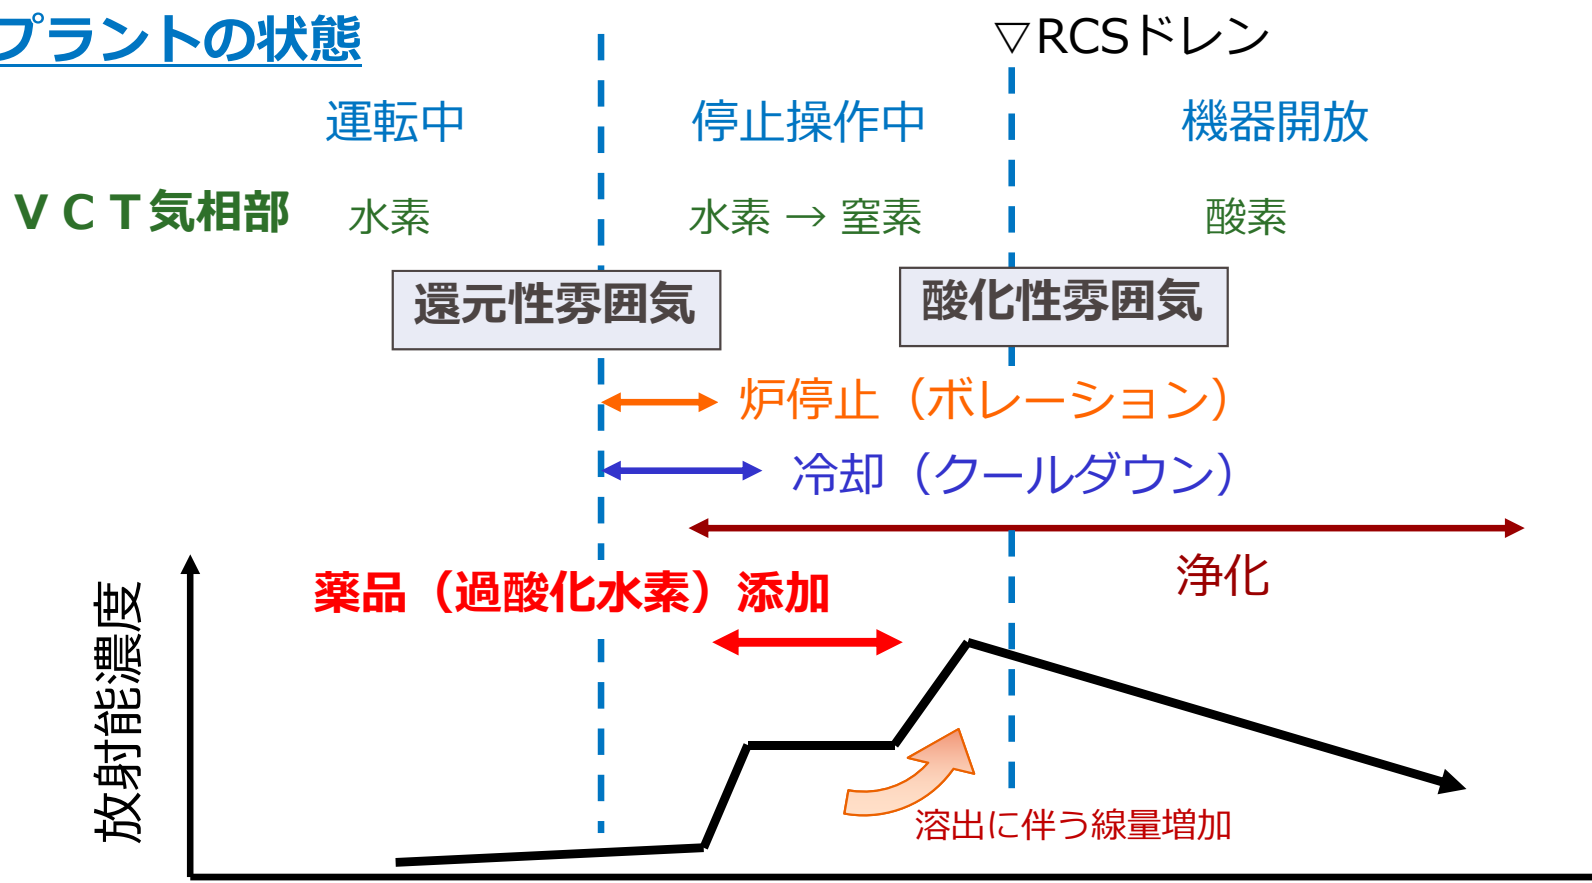 プラントの状態
▽RCSドレン
運転中
停止操作中
機器開放
ＶＣＴ気相部
水素
水素 → 窒素
酸素
還元性雰囲気
酸化性雰囲気
炉停止（ボレーション）
冷却（クールダウン）
浄化
薬品（過酸化水素）添加
放射能濃度
溶出に伴う線量増加